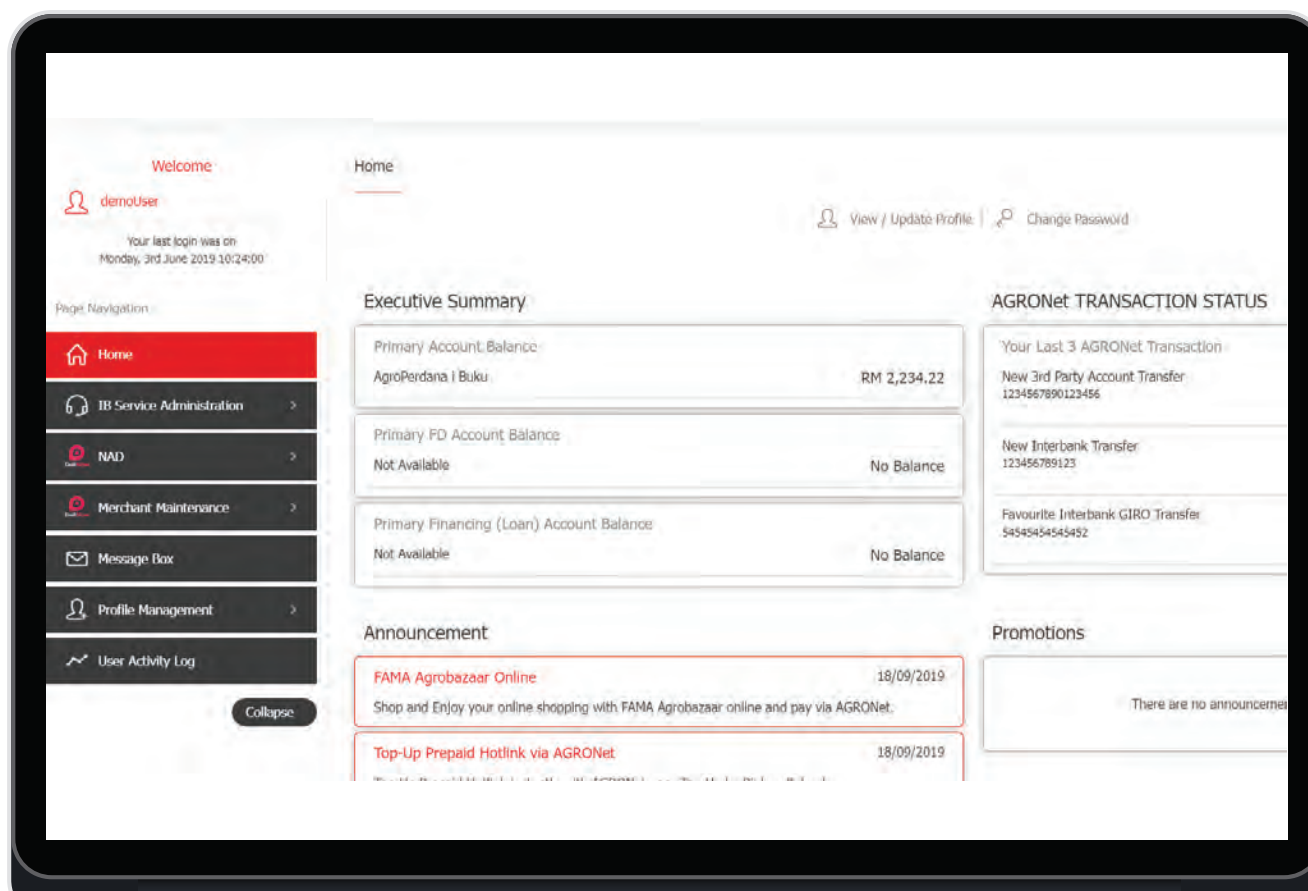 Welcome
demoUser
Your last login was on
Monday, 3rd June 2019 10:24:00
Page Navigation
Home
IB Service Administration
NAD
Merchant Maintenance
Message Box
Profile Management
User Activity Log
Collapse
Home
View / Update Profile
Change Password
Executive Summary
Primary Account Balance
AgroPerdana i Buku RM 2,234.22
Primary FD Account Balance
Not Available No Balance
Primary Financing (Loan) Account Balance
Not Available No Balance
AGRONet TRANSACTION STATUS
Your Last 3 AGRONet Transaction
New 3rd Party Account Transfer
1234567890123456
New Interbank Transfer
123456789123
Favourite Interbank GIRO Transfer
54545454545452
Announcement
FAMA Agrobazaar Online 18/09/2019
Shop and Enjoy your online shopping with FAMA Agrobazaar online and pay via AGRONet.
Top-Up Prepaid Hotlink via AGRONet 18/09/2019
Promotions
There are no announceme